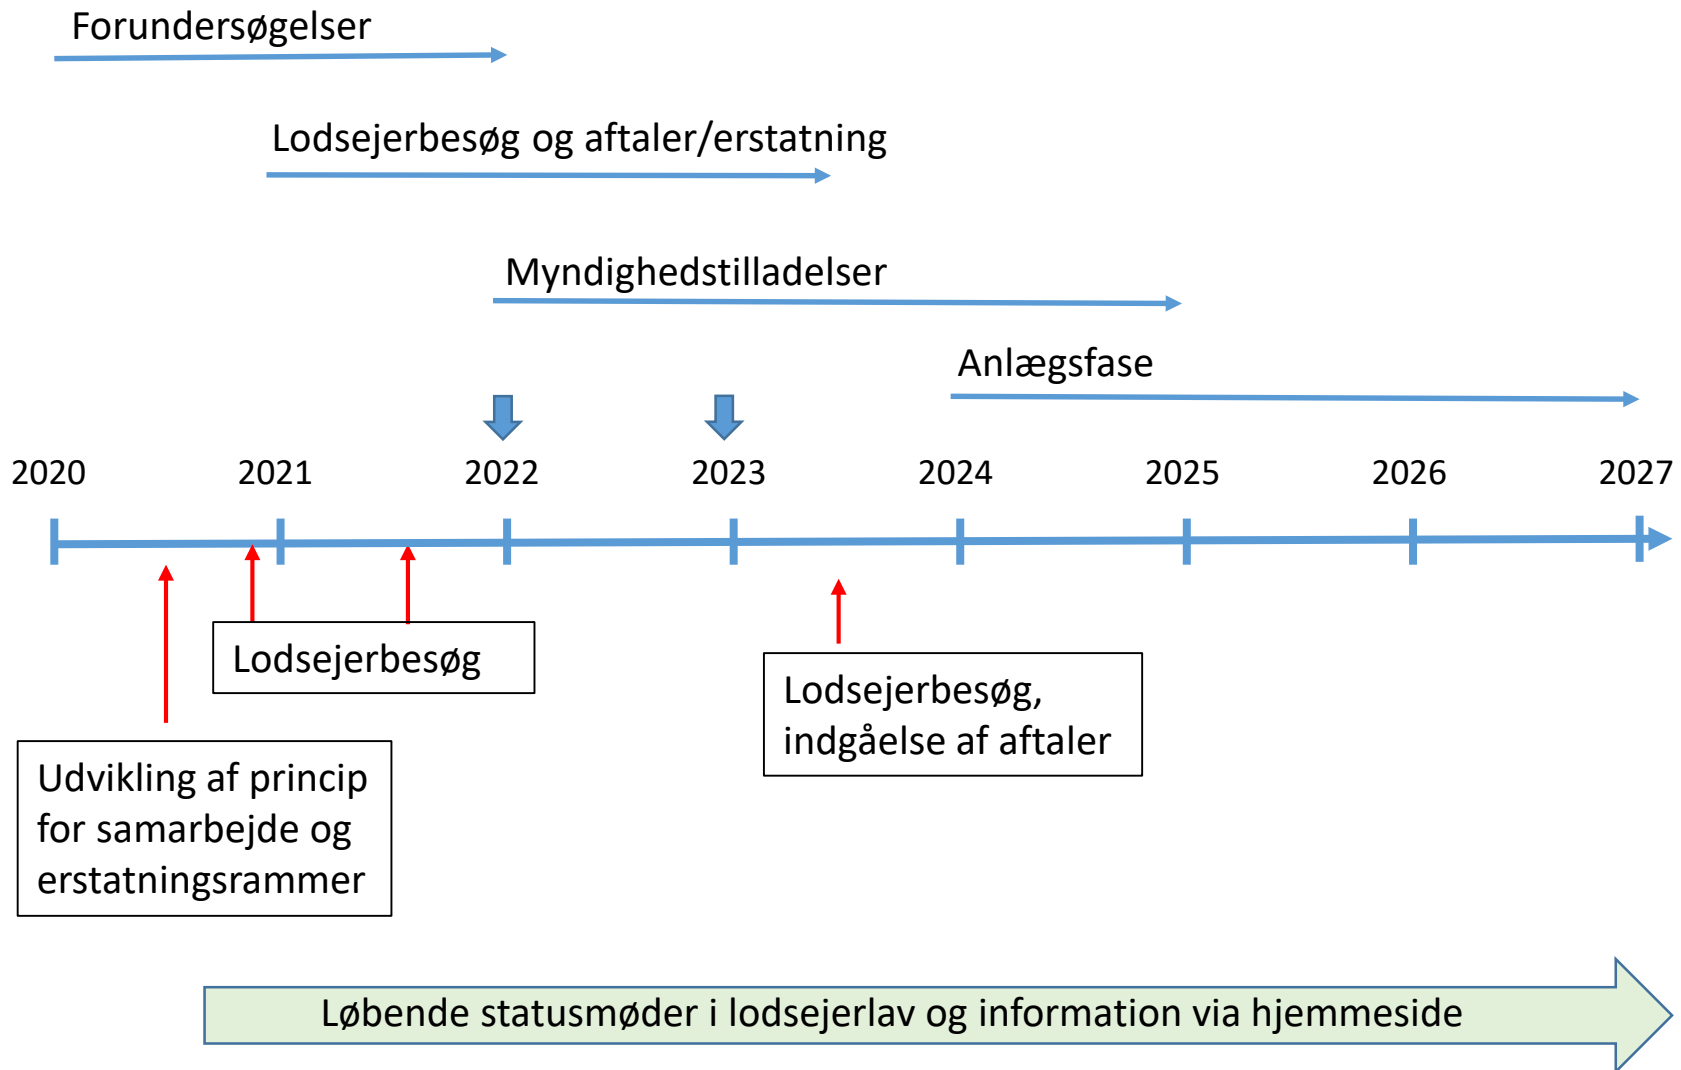 Forundersøgelser
Lodsejerbesøg og aftaler/erstatning
Myndighedstilladelser
Anlægsfase
2020 2021 2022 2023 2024 2025 2026 2027
Lodsejerbesøg
Lodsejerbesøg,
indgåelse af aftaler
Udvikling af princip
for samarbejde og
erstatningsrammer
Løbende statusmøder i lodsejerlav og information via hjemmeside